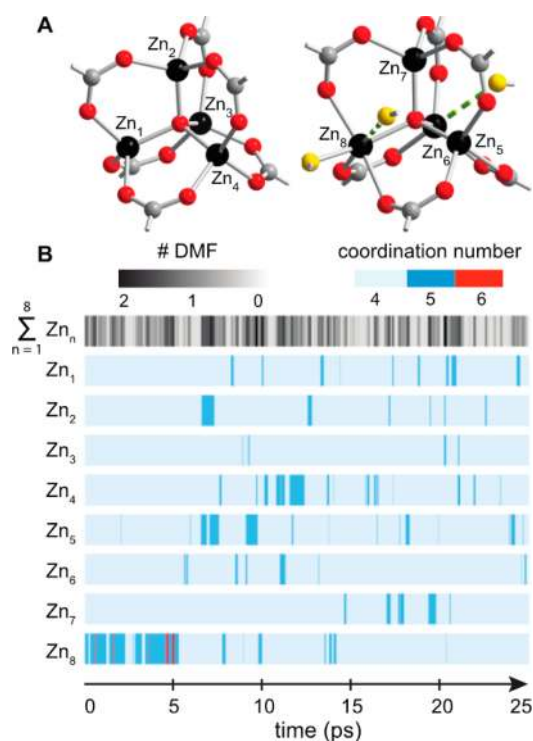 A
Zn2
Zn1
Zn3
Zn4
Zn7
Zn8
Zn6
Zn5
B
# DMF
coordination number
2 1 0
4 5 6
8
∑ Znn
n = 1
Zn1
Zn2
Zn3
Zn4
Zn5
Zn6
Zn7
Zn8
0 5 10 15 20 25
time (ps)